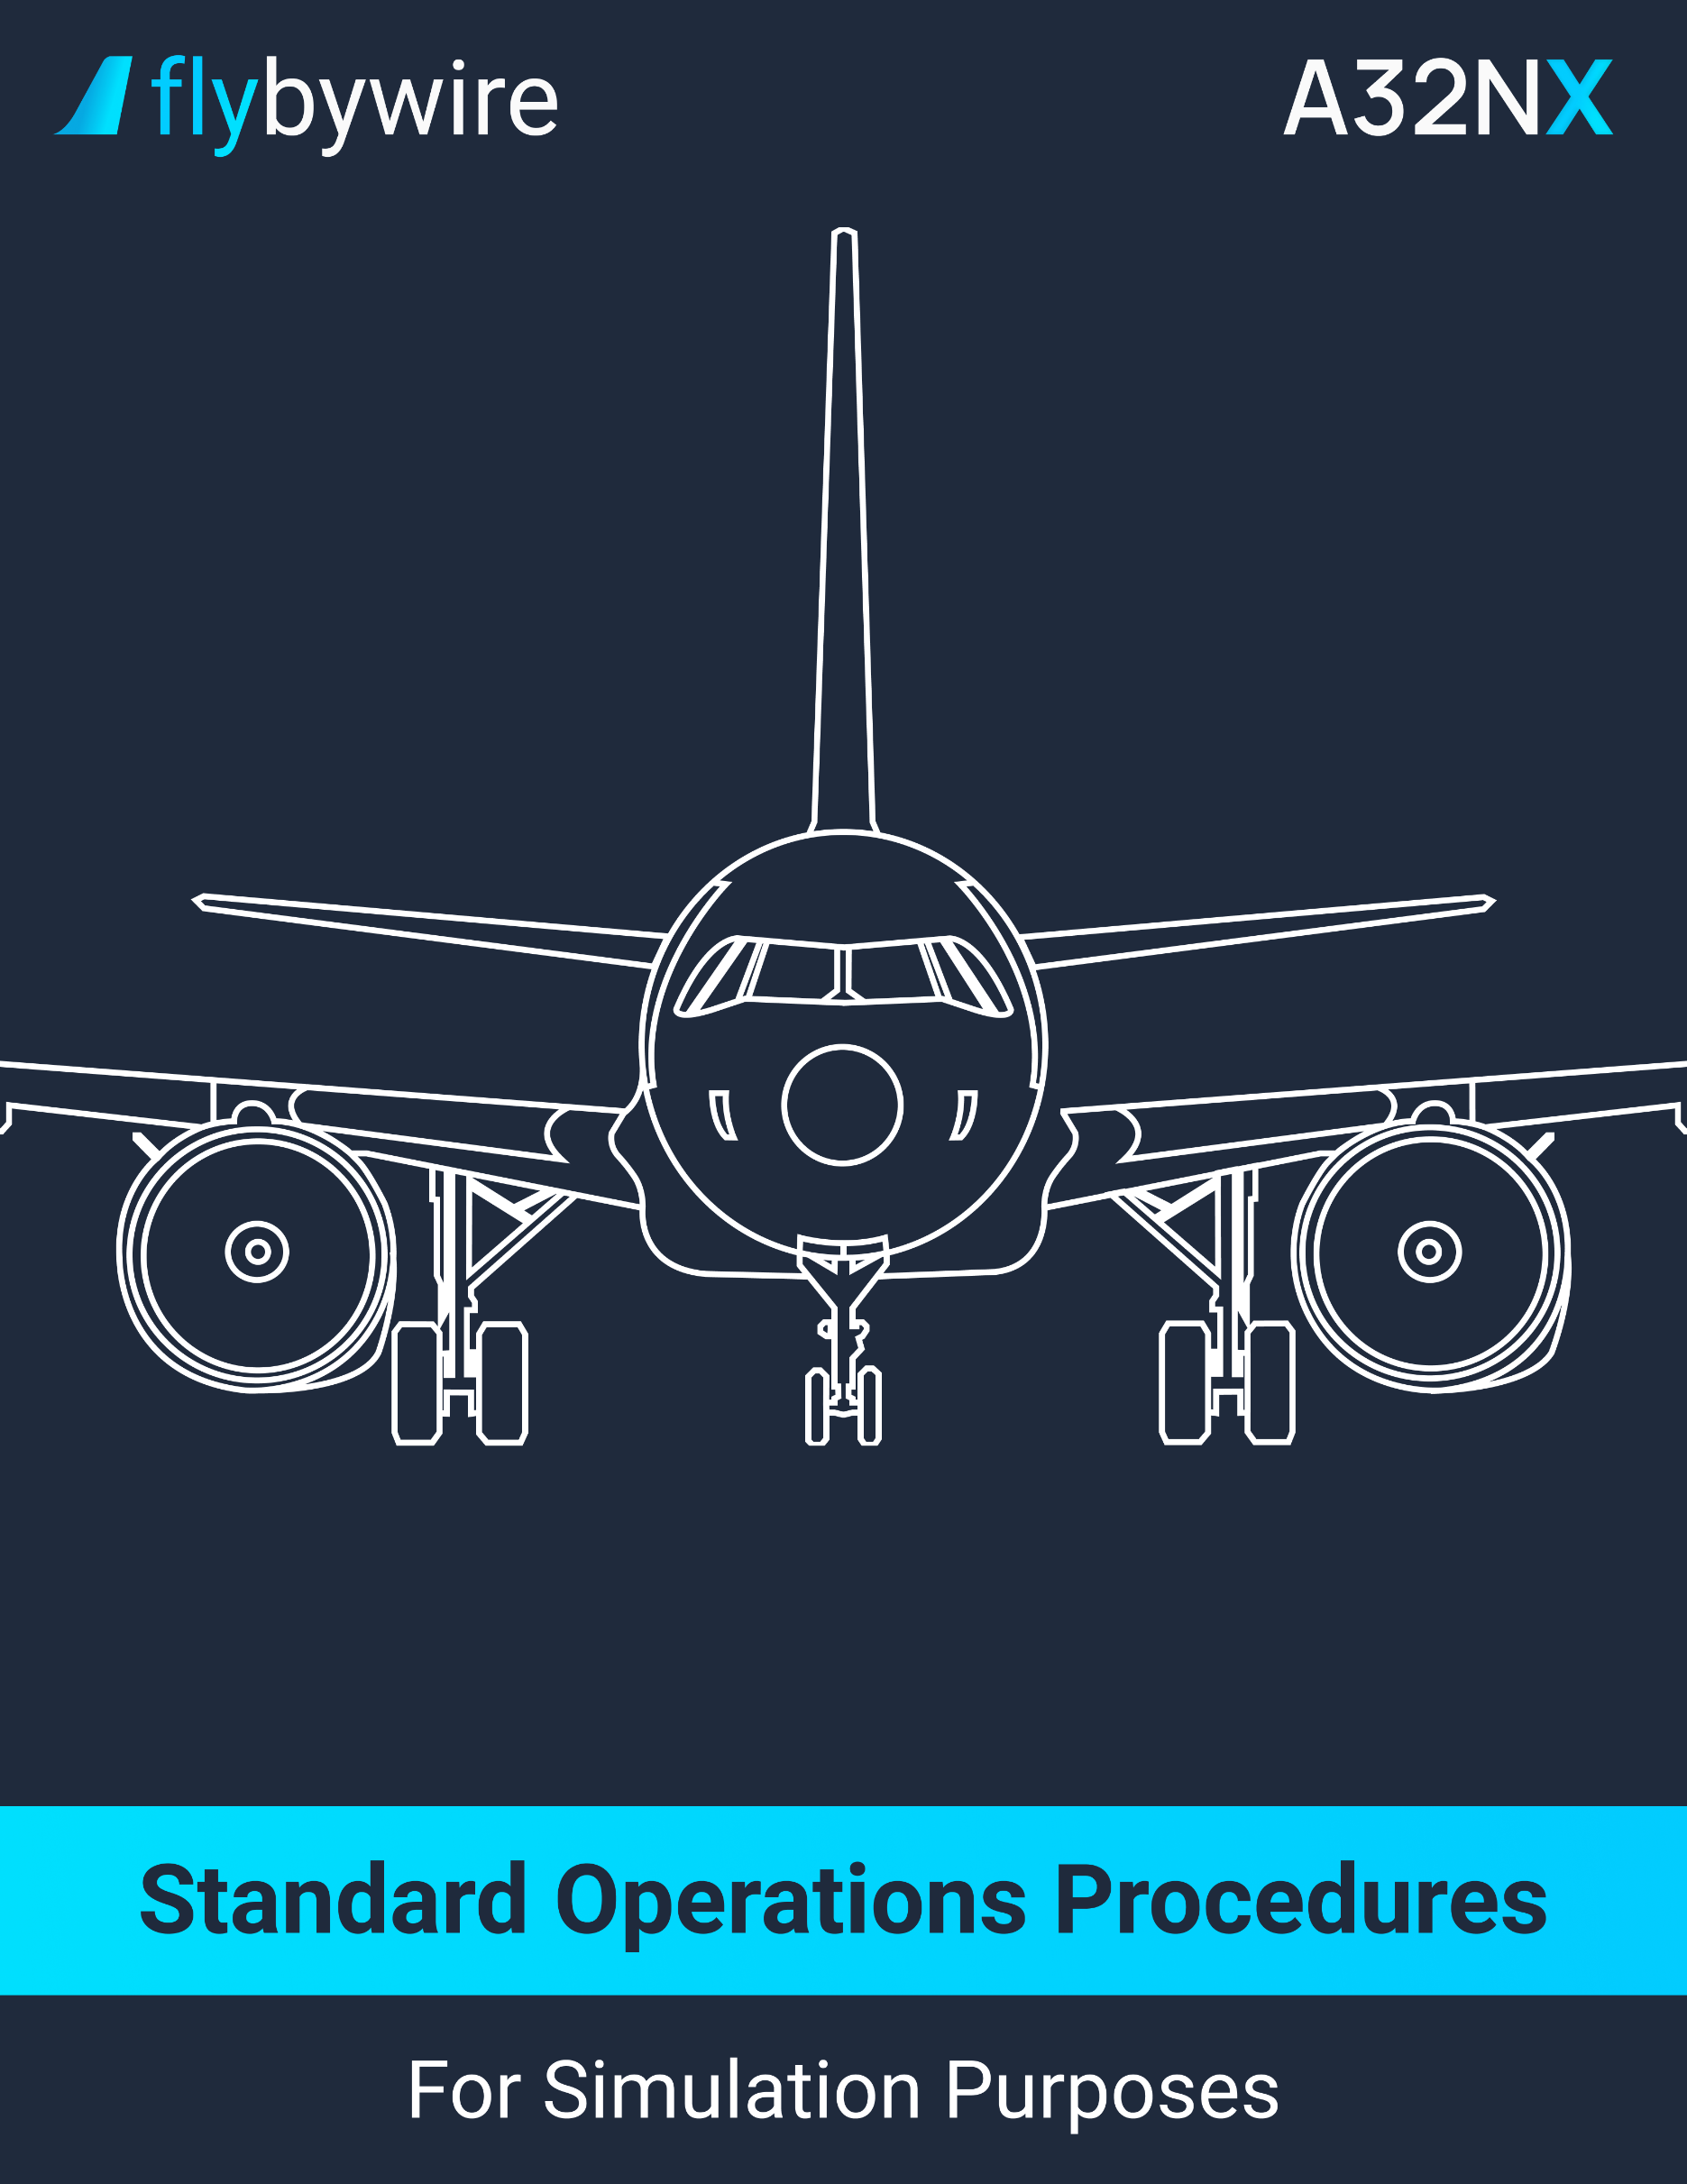 flybywire
A32NX
Standard Operations Procedures
For Simulation Purposes